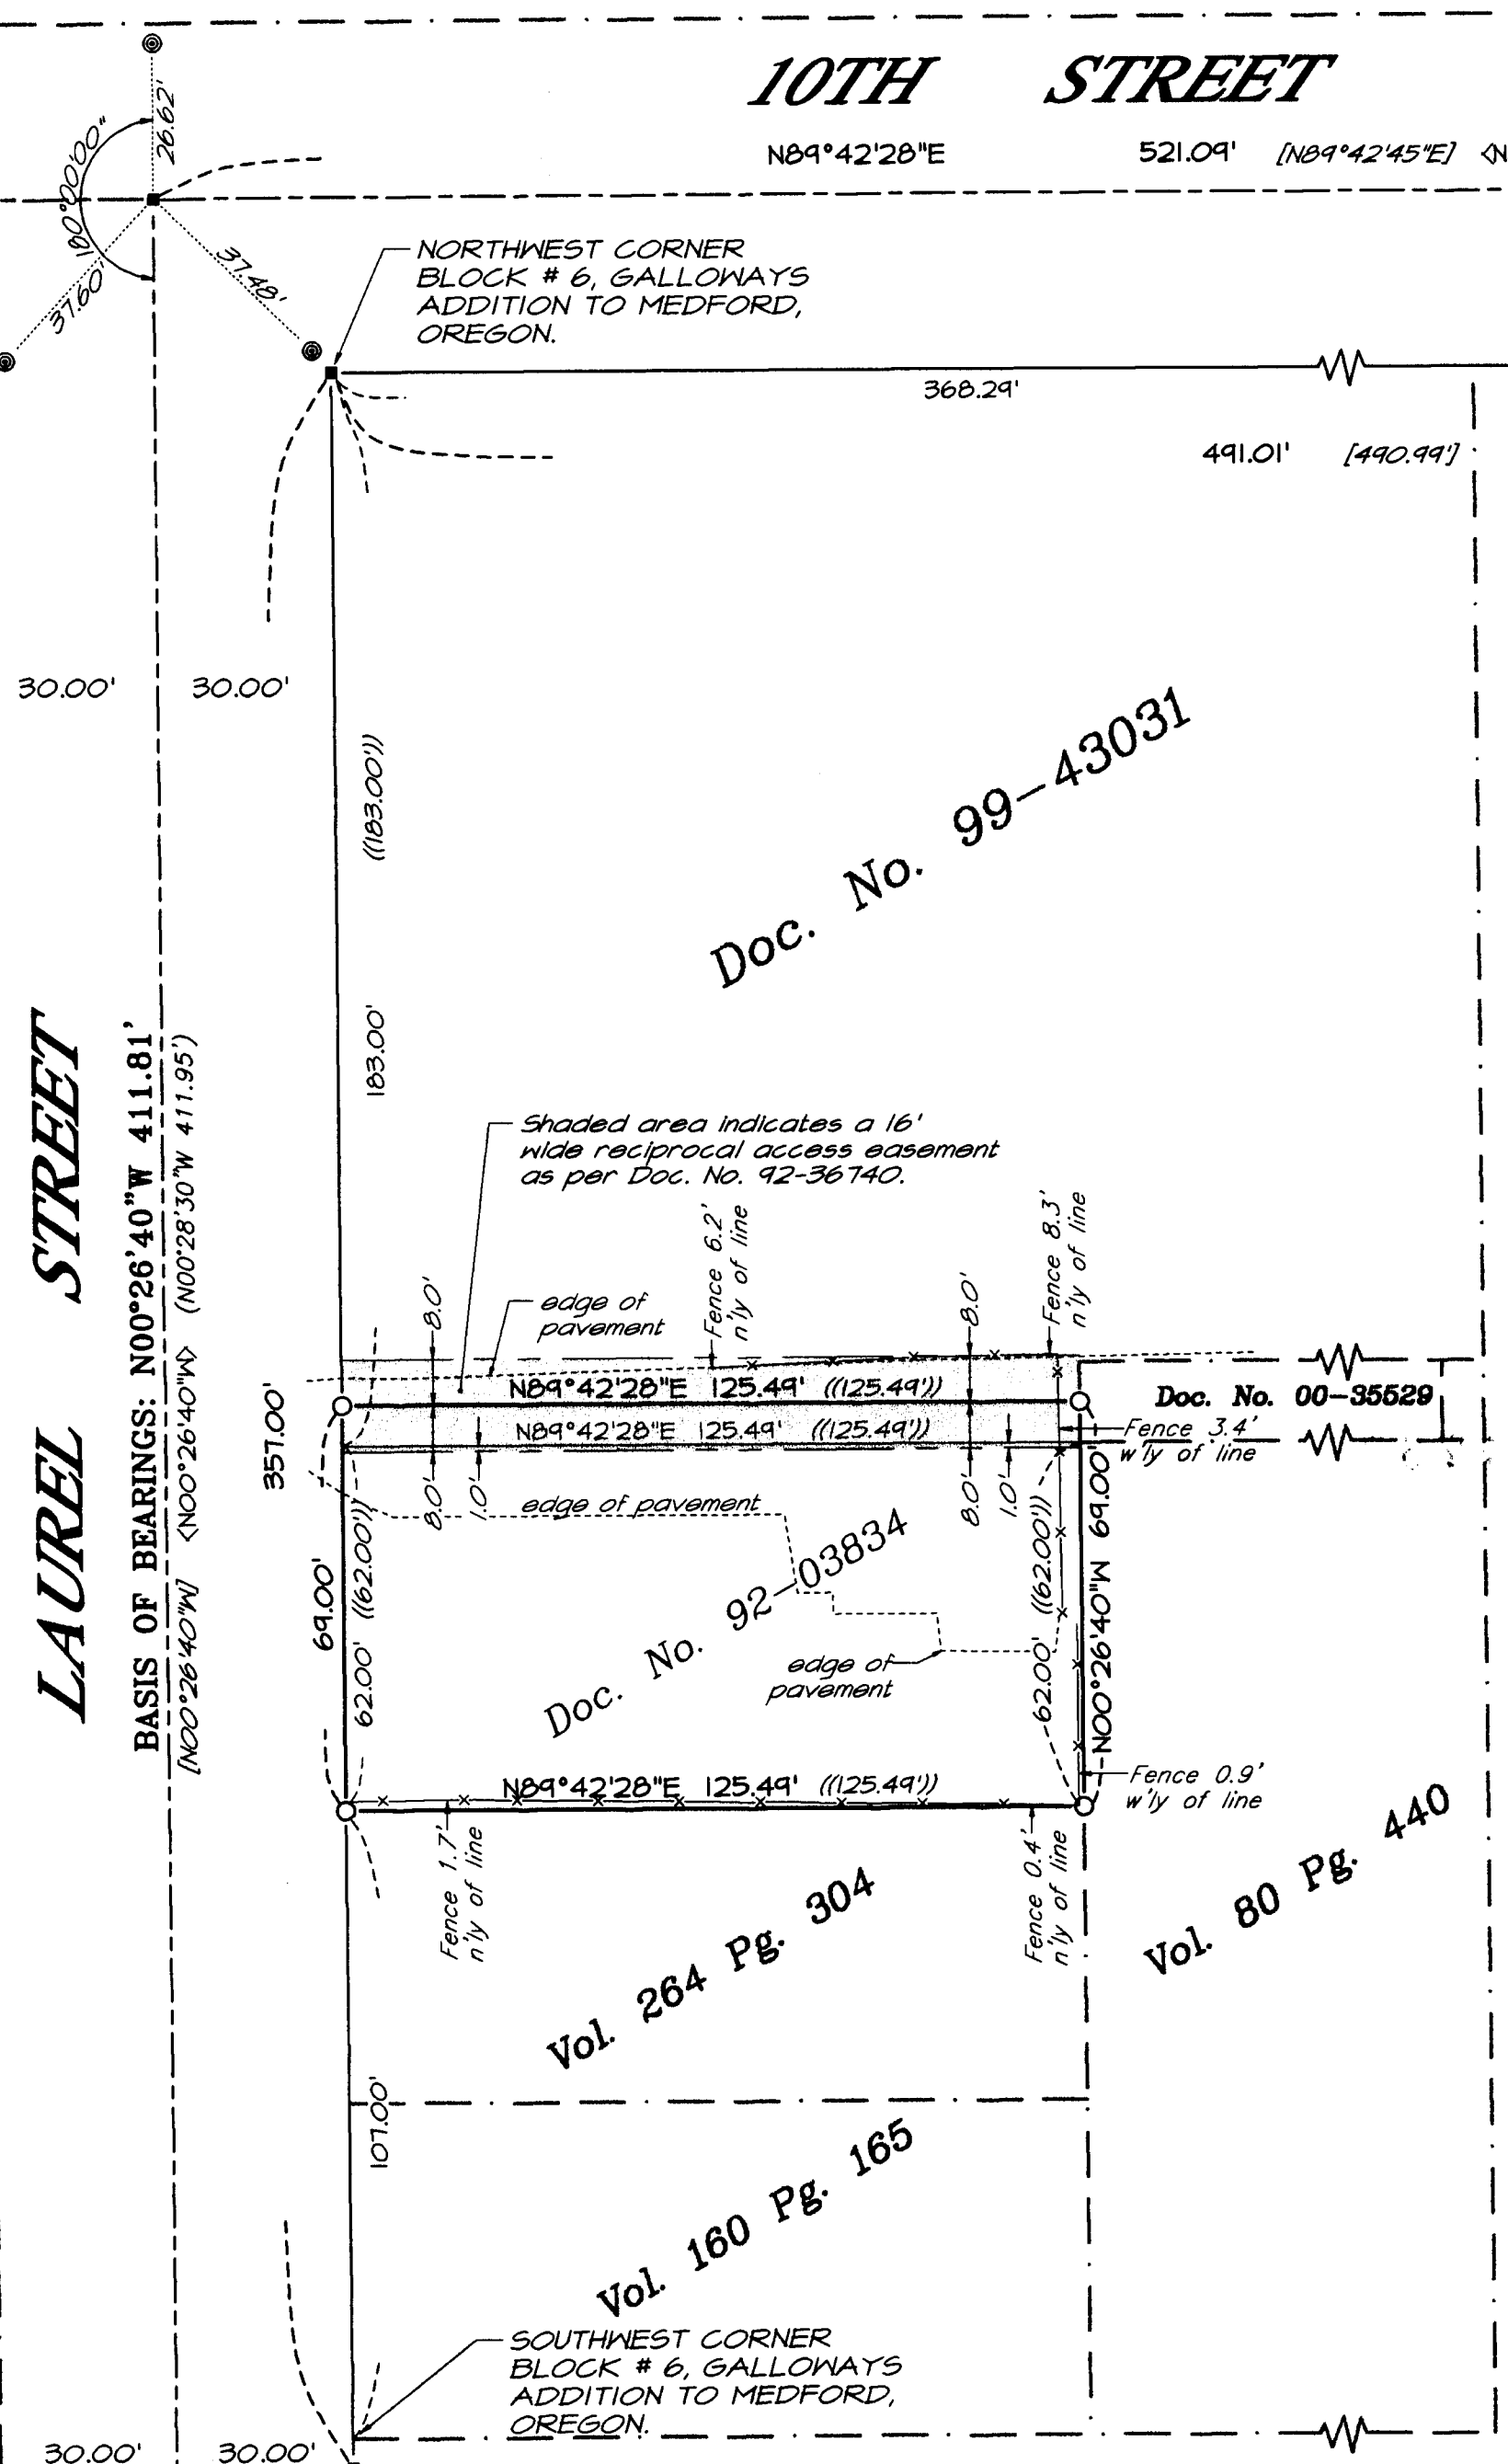 10TH STREET
N89°42'28"E 521.09' [N89°42'45"E] <N
26.62'
180°00'00"
37.60'
37.48'
NORTHWEST CORNER
BLOCK # 6, GALLOWAYS
ADDITION TO MEDFORD,
OREGON.
368.29'
491.01' [490.99']
30.00' 30.00'
((183.00'))
183.00'
Doc. No. 99-43031
LAUREL STREET
BASIS OF BEARINGS: N00°26'40"W 411.81'
[N00°26'40"W] <N00°26'40"W> (N00°28'30"W 411.95')
Shaded area indicates a 16'
wide reciprocal access easement
as per Doc. No. 92-36740.
edge of
pavement
8.0'
Fence 6.2'
n'ly of line
8.0'
Fence 8.3'
n'ly of line
N89°42'28"E 125.49' ((125.49'))
Doc. No. 00-35529
N89°42'28"E 125.49' ((125.49'))
Fence 3.4'
w'ly of line
357.00'
8.0'
1.0'
edge of pavement
8.0'
1.0'
69.00'
62.00' ((62.00'))
Doc. No. 92-03834
edge of
pavement
62.00' ((62.00'))
N00°26'40"W 69.00'
N89°42'28"E 125.49' ((125.49'))
Fence 0.9'
w'ly of line
Fence 1.7'
n'ly of line
Fence 0.4'
n'ly of line
Vol. 264 Pg. 304
Vol. 80 Pg. 440
107.00'
Vol. 160 Pg. 165
SOUTHWEST CORNER
BLOCK # 6, GALLOWAYS
ADDITION TO MEDFORD,
OREGON.
30.00' 30.00'